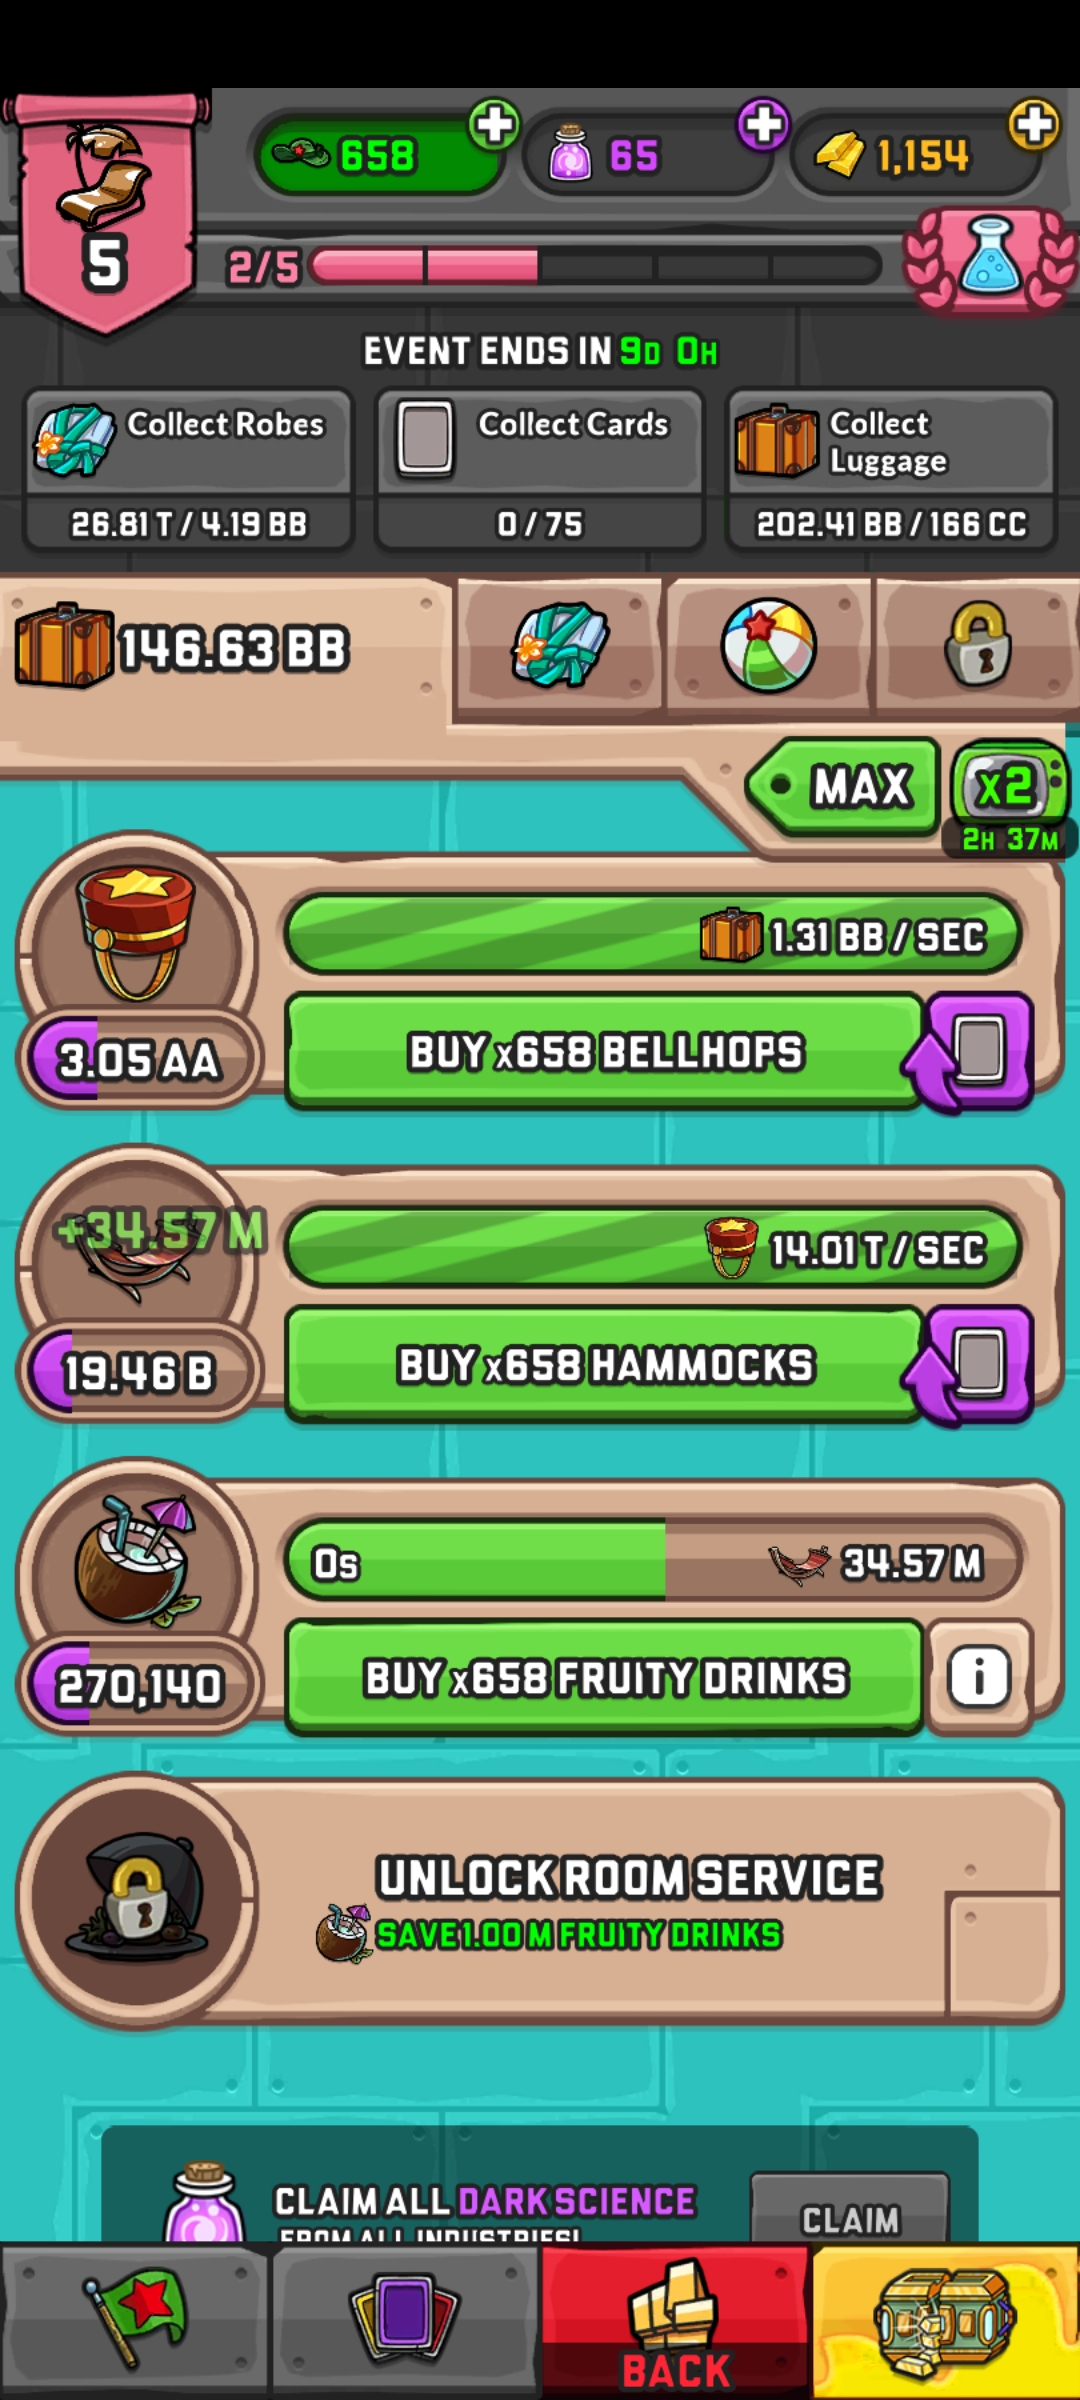 5
658
65
1,154
2/5
EVENT ENDS IN 9D 0H
Collect Robes
26.81 T / 4.19 BB
Collect Cards
0 / 75
Collect
Luggage
202.41 BB / 166 CC
146.63 BB
MAX
x2
2H 37M
1.31 BB / SEC
3.05 AA
BUY x658 BELLHOPS
+34.57 M
14.01 T / SEC
19.46 B
BUY x658 HAMMOCKS
0s
34.57 M
270,140
BUY x658 FRUITY DRINKS
i
UNLOCK ROOM SERVICE
SAVE 1.00 M FRUITY DRINKS
CLAIM ALL DARK SCIENCE
FROM ALL INDUSTRIES!
CLAIM
BACK